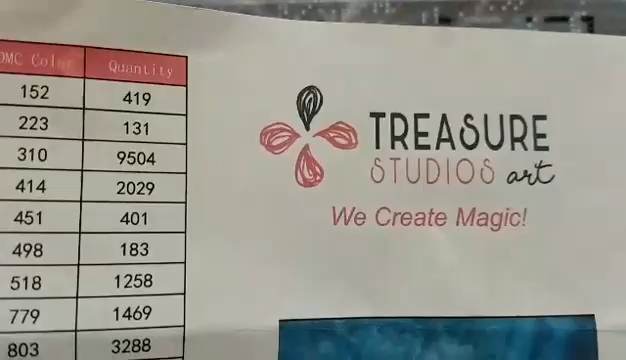 DMC Color Quantity
152 419
223 131
310 9504
414 2029
451 401
498 183
518 1258
779 1469
803 3288
TREASURE
STUDIOS art
We Create Magic!